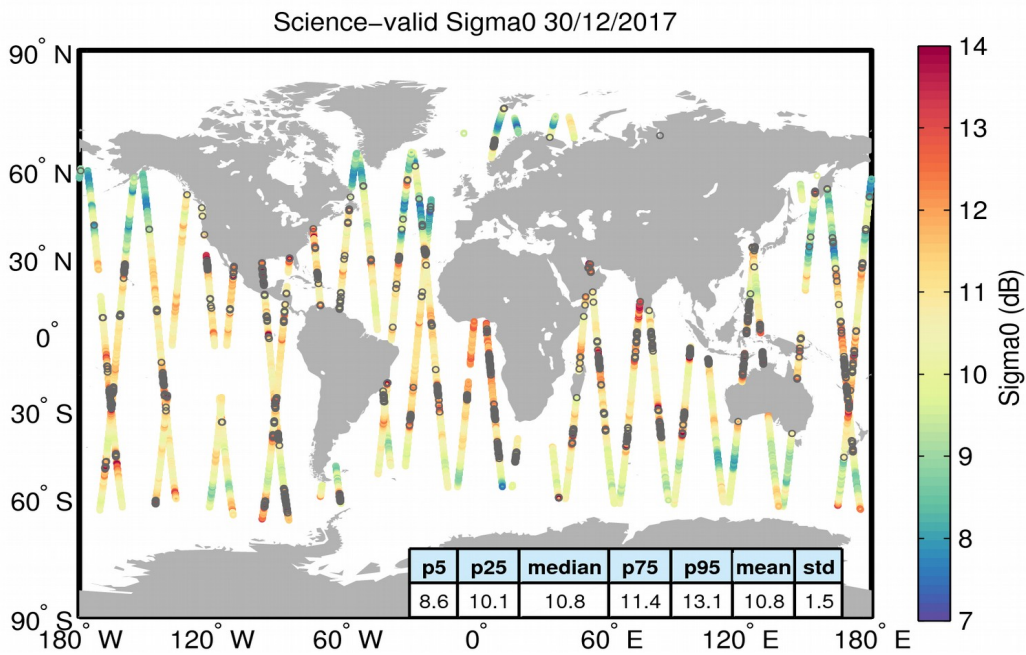 Science−valid Sigma0 30/12/2017
90° N
60° N
30° N
0°
30° S
60° S
90° S
180° W
120° W
60° W
0°
60° E
120° E
180° E
14
13
12
11
10
9
8
7
Sigma0 (dB)
p5 p25 median p75 p95 mean std
8.6 10.1 10.8 11.4 13.1 10.8 1.5